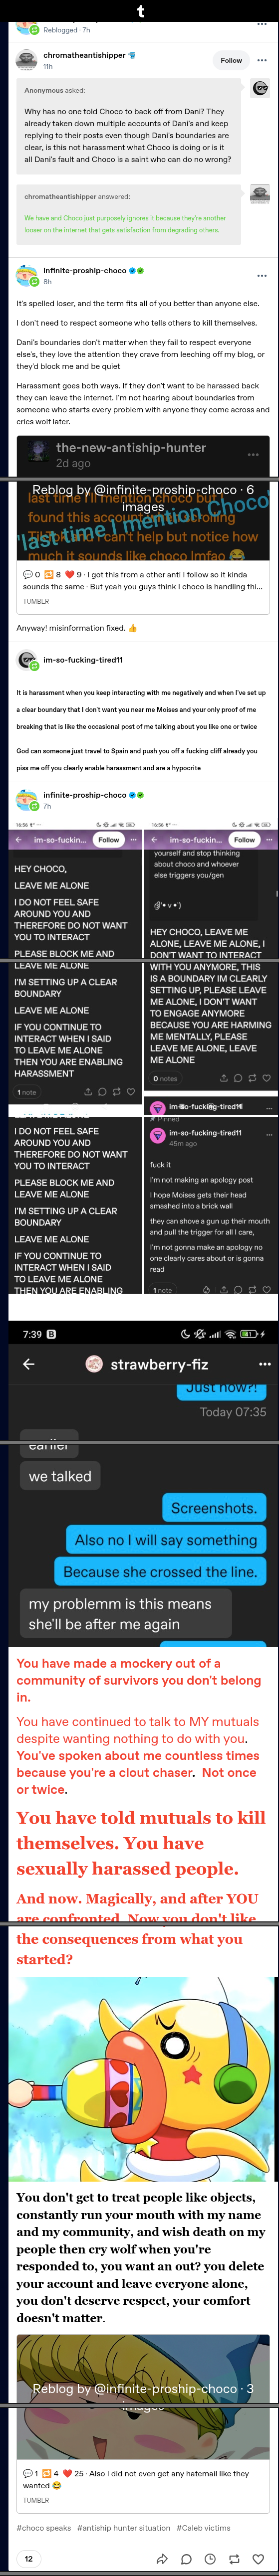 t
Reblogged · 7h
chromatheantishipper
11h
Follow
Anonymous asked:
Why has no one told Choco to back off from Dani? They
already taken down multiple accounts of Dani's and keep
replying to their posts even though Dani's boundaries are
clear, is this not harassment what Choco is doing or is it
all Dani's fault and Choco is a saint who can do no wrong?
chromatheantishipper answered:
We have and Choco just purposely ignores it because they're another
looser on the internet that gets satisfaction from degrading others.
infinite-proship-choco
8h
It's spelled loser, and the term fits all of you better than anyone else.
I don't need to respect someone who tells others to kill themselves.
Dani's boundaries don't matter when they fail to respect everyone
else's, they love the attention they crave from leeching off my blog, or
they'd block me and be quiet
Harassment goes both ways. If they don't want to be harassed back
they can leave the internet. I'm not hearing boundaries from
someone who starts every problem with anyone they come across and
cries wolf later.
the-new-antiship-hunter
2d ago
Reblog by @infinite-proship-choco · 6
images
last time I'll mention choco but I
found this account when scrolling
TikTok and I can't help but notice how
much it sounds like choco lmfao 😂
"last time I mention Choco"
💬 0 🔁 8 ❤️ 9 · I got this from a other anti I follow so it kinda
sounds the same · But yeah you guys think I choco is handling thi...
TUMBLR
Anyway! misinformation fixed. 👍
im-so-fucking-tired11
It is harassment when you keep interacting with me negatively and when I've set up
a clear boundary that I don't want you near me Moises and your only proof of me
breaking that is like the occasional post of me talking about you like one or twice
God can someone just travel to Spain and push you off a fucking cliff already you
piss me off you clearly enable harassment and are a hypocrite
infinite-proship-choco
7h
im-so-fuckin...
Follow
HEY CHOCO,
LEAVE ME ALONE
I DO NOT FEEL SAFE
AROUND YOU AND
THEREFORE DO NOT WANT
YOU TO INTERACT
PLEASE BLOCK ME AND
LEAVE ME ALONE
I'M SETTING UP A CLEAR
BOUNDARY
LEAVE ME ALONE
IF YOU CONTINUE TO
INTERACT WHEN I SAID
TO LEAVE ME ALONE
THEN YOU ARE ENABLING
HARASSMENT
1 note
im-so-fuckin...
Follow
yourself and stop thinking
about choco and whoever
else triggers you/gen
HEY CHOCO, LEAVE ME
ALONE, LEAVE ME ALONE, I
DON'T WANT TO INTERACT
WITH YOU ANYMORE, THIS
IS A BOUNDARY IM CLEARLY
SETTING UP, PLEASE LEAVE
ME ALONE, I DON'T WANT
TO ENGAGE ANYMORE
BECAUSE YOU ARE HARMING
ME MENTALLY, PLEASE
LEAVE ME ALONE, LEAVE
ME ALONE
0 notes
I DO NOT FEEL SAFE
AROUND YOU AND
THEREFORE DO NOT WANT
YOU TO INTERACT
PLEASE BLOCK ME AND
LEAVE ME ALONE
I'M SETTING UP A CLEAR
BOUNDARY
LEAVE ME ALONE
IF YOU CONTINUE TO
INTERACT WHEN I SAID
TO LEAVE ME ALONE
THEN YOU ARE ENABLING
im-so-fucking-tired11
Pinned
im-so-fucking-tired11
45m ago
fuck it
I'm not making an apology post
I hope Moises gets their head
smashed into a brick wall
they can shove a gun up their mouth
and pull the trigger for all I care,
I'm not gonna make an apology no
one clearly cares about or is gonna
read
1 note
7:39
strawberry-fiz
Just now?!
Today 07:35
earlier
we talked
Screenshots.
Also no I will say something
Because she crossed the line.
my problemm is this means
she'll be after me again
You have made a mockery out of a
community of survivors you don't belong
in.
You have continued to talk to MY mutuals
despite wanting nothing to do with you.
You've spoken about me countless times
because you're a clout chaser. Not once
or twice.
You have told mutuals to kill
themselves. You have
sexually harassed people.
And now. Magically, and after YOU
are confronted. Now you don't like
the consequences from what you
started?
You don't get to treat people like objects,
constantly run your mouth with my name
and my community, and wish death on my
people then cry wolf when you're
responded to, you want an out? you delete
your account and leave everyone alone,
you don't deserve respect, your comfort
doesn't matter.
Reblog by @infinite-proship-choco · 3
images
💬 1 🔁 4 ❤️ 25 · Also I did not even get any hatemail like they
wanted 😂
TUMBLR
#choco speaks #antiship hunter situation #Caleb victims
12